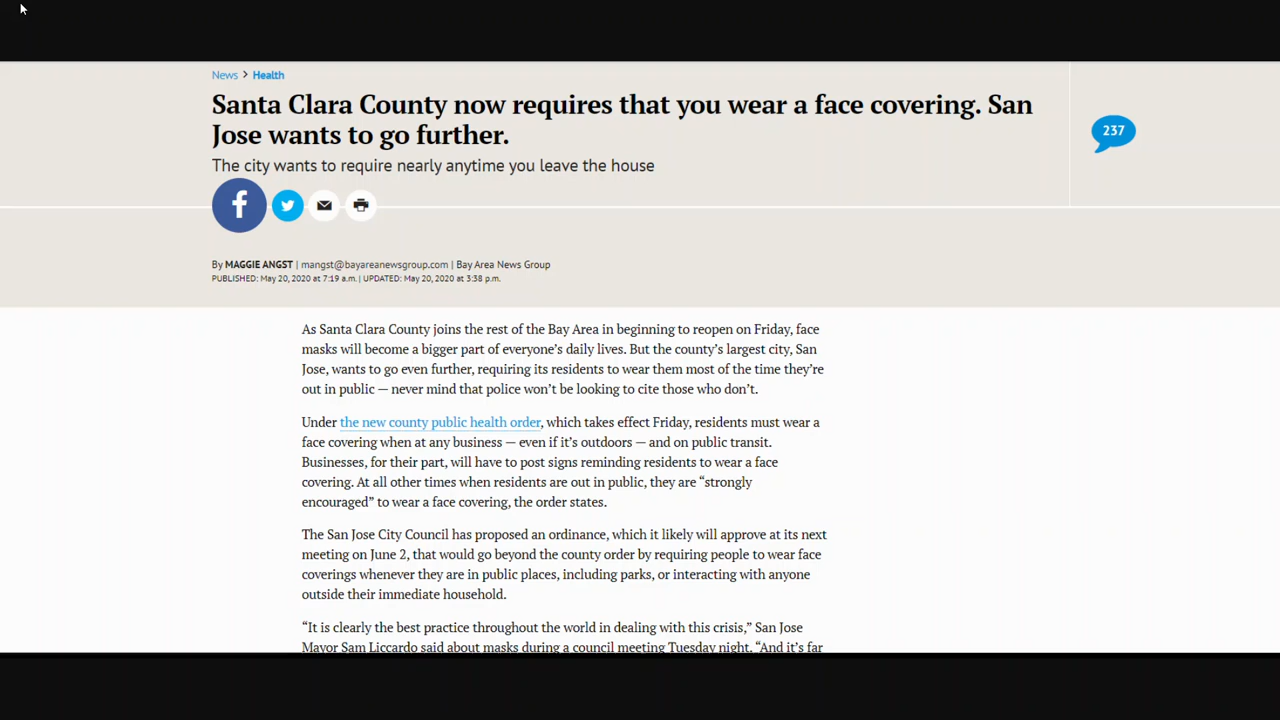 News > Health
Santa Clara County now requires that you wear a face covering. San
Jose wants to go further.
237
The city wants to require nearly anytime you leave the house
By MAGGIE ANGST | mangst@bayareanewsgroup.com | Bay Area News Group
PUBLISHED: May 20, 2020 at 7:19 a.m. | UPDATED: May 20, 2020 at 3:38 p.m.
As Santa Clara County joins the rest of the Bay Area in beginning to reopen on Friday, face
masks will become a bigger part of everyone’s daily lives. But the county’s largest city, San
Jose, wants to go even further, requiring its residents to wear them most of the time they’re
out in public — never mind that police won’t be looking to cite those who don’t.
Under the new county public health order, which takes effect Friday, residents must wear a
face covering when at any business — even if it’s outdoors — and on public transit.
Businesses, for their part, will have to post signs reminding residents to wear a face
covering. At all other times when residents are out in public, they are “strongly
encouraged” to wear a face covering, the order states.
The San Jose City Council has proposed an ordinance, which it likely will approve at its next
meeting on June 2, that would go beyond the county order by requiring people to wear face
coverings whenever they are in public places, including parks, or interacting with anyone
outside their immediate household.
“It is clearly the best practice throughout the world in dealing with this crisis,” San Jose
Mayor Sam Liccardo said about masks during a council meeting Tuesday night. “And it’s far